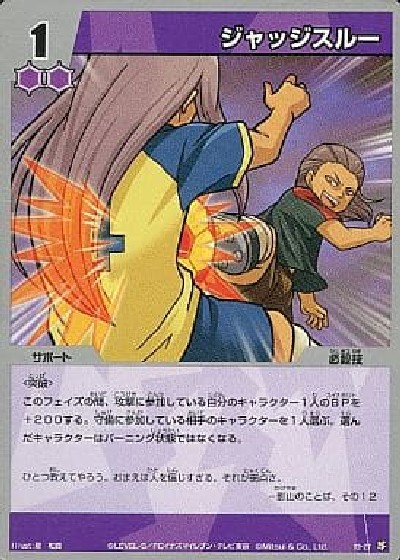 1
ジャッジスルー
サポート
必殺技
<突破>
このフェイズの間、攻撃に参加している自分のキャラクター1人のBPを
+200する。守備に参加している相手のキャラクターを1人選ぶ。選ん
だキャラクターはバーニング状態ではなくなる。
ひとつ教えてやろう。おまえは人を信じすぎる。それが弱点さ。
―影山のことば、その12
©LEVEL-5/FCイナズマイレブン・テレビ東京 ©Mitsui & Co., Ltd.